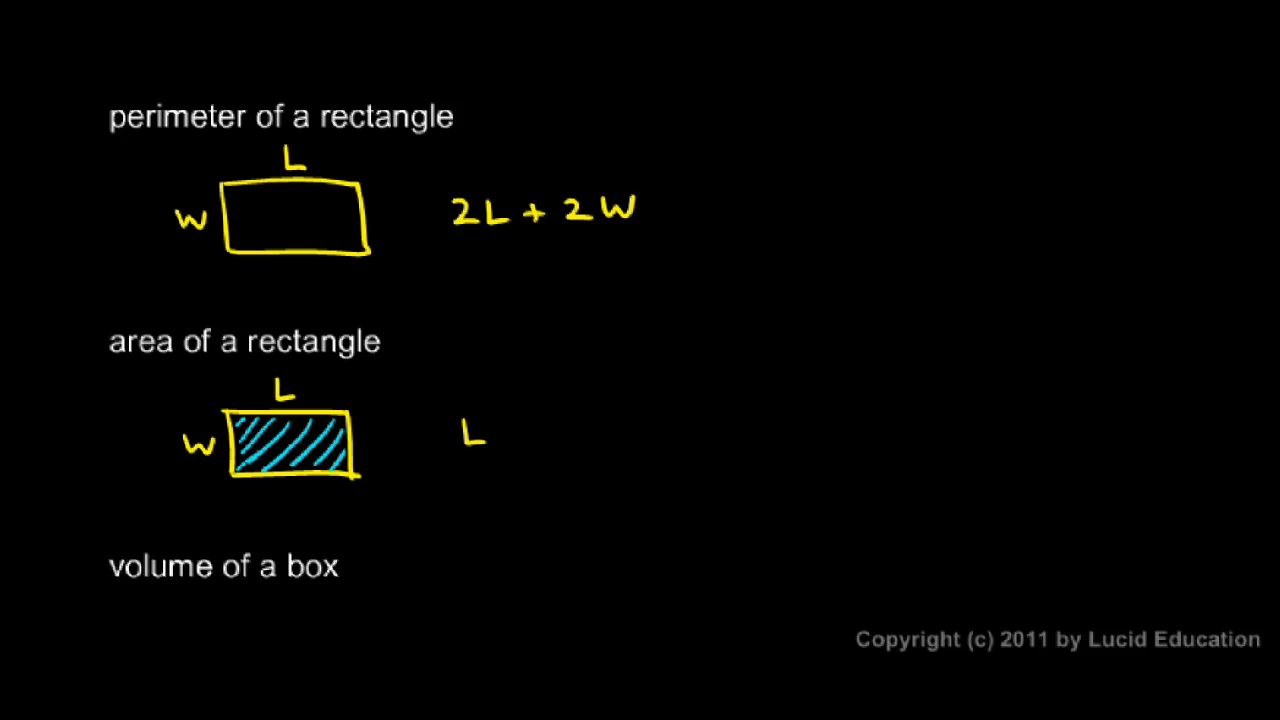 perimeter of a rectangle
L
W 2L + 2W
area of a rectangle
L
W L
volume of a box
Copyright (c) 2011 by Lucid Education